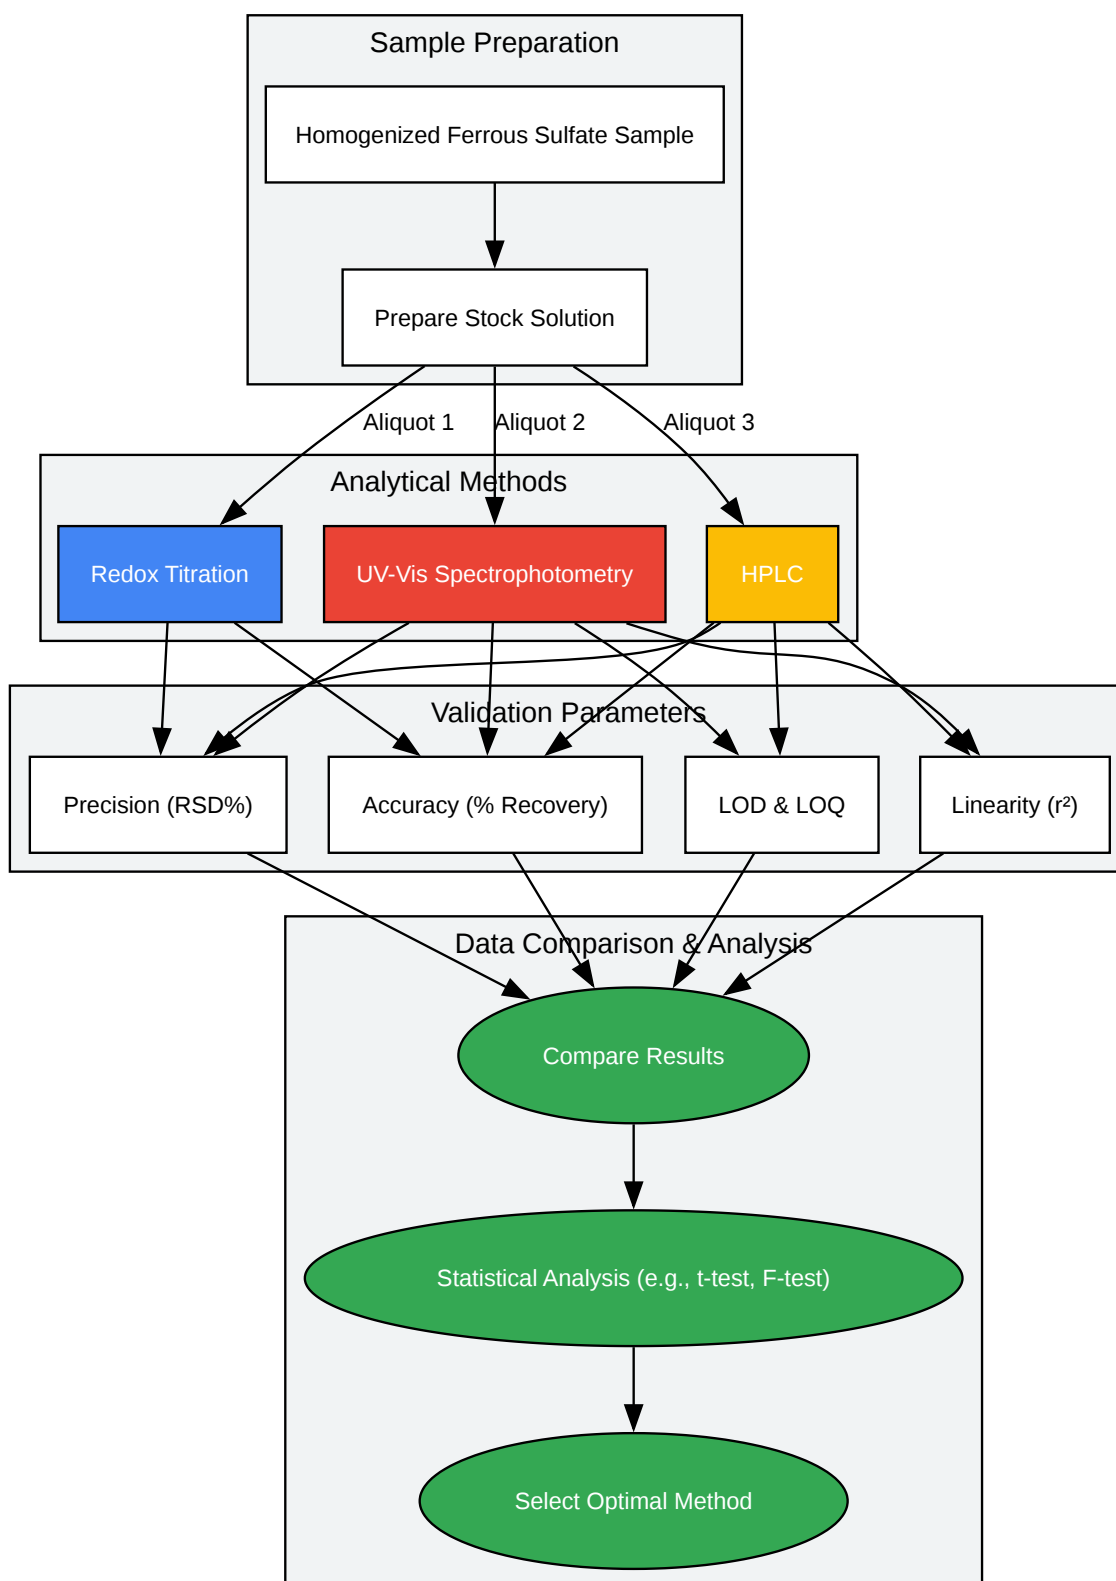 Sample Preparation
Homogenized Ferrous Sulfate Sample
Prepare Stock Solution
Aliquot 1
Aliquot 2
Aliquot 3
Analytical Methods
Redox Titration
UV-Vis Spectrophotometry
HPLC
Validation Parameters
Precision (RSD%)
Accuracy (% Recovery)
LOD & LOQ
Linearity (r²)
Data Comparison & Analysis
Compare Results
Statistical Analysis (e.g., t-test, F-test)
Select Optimal Method